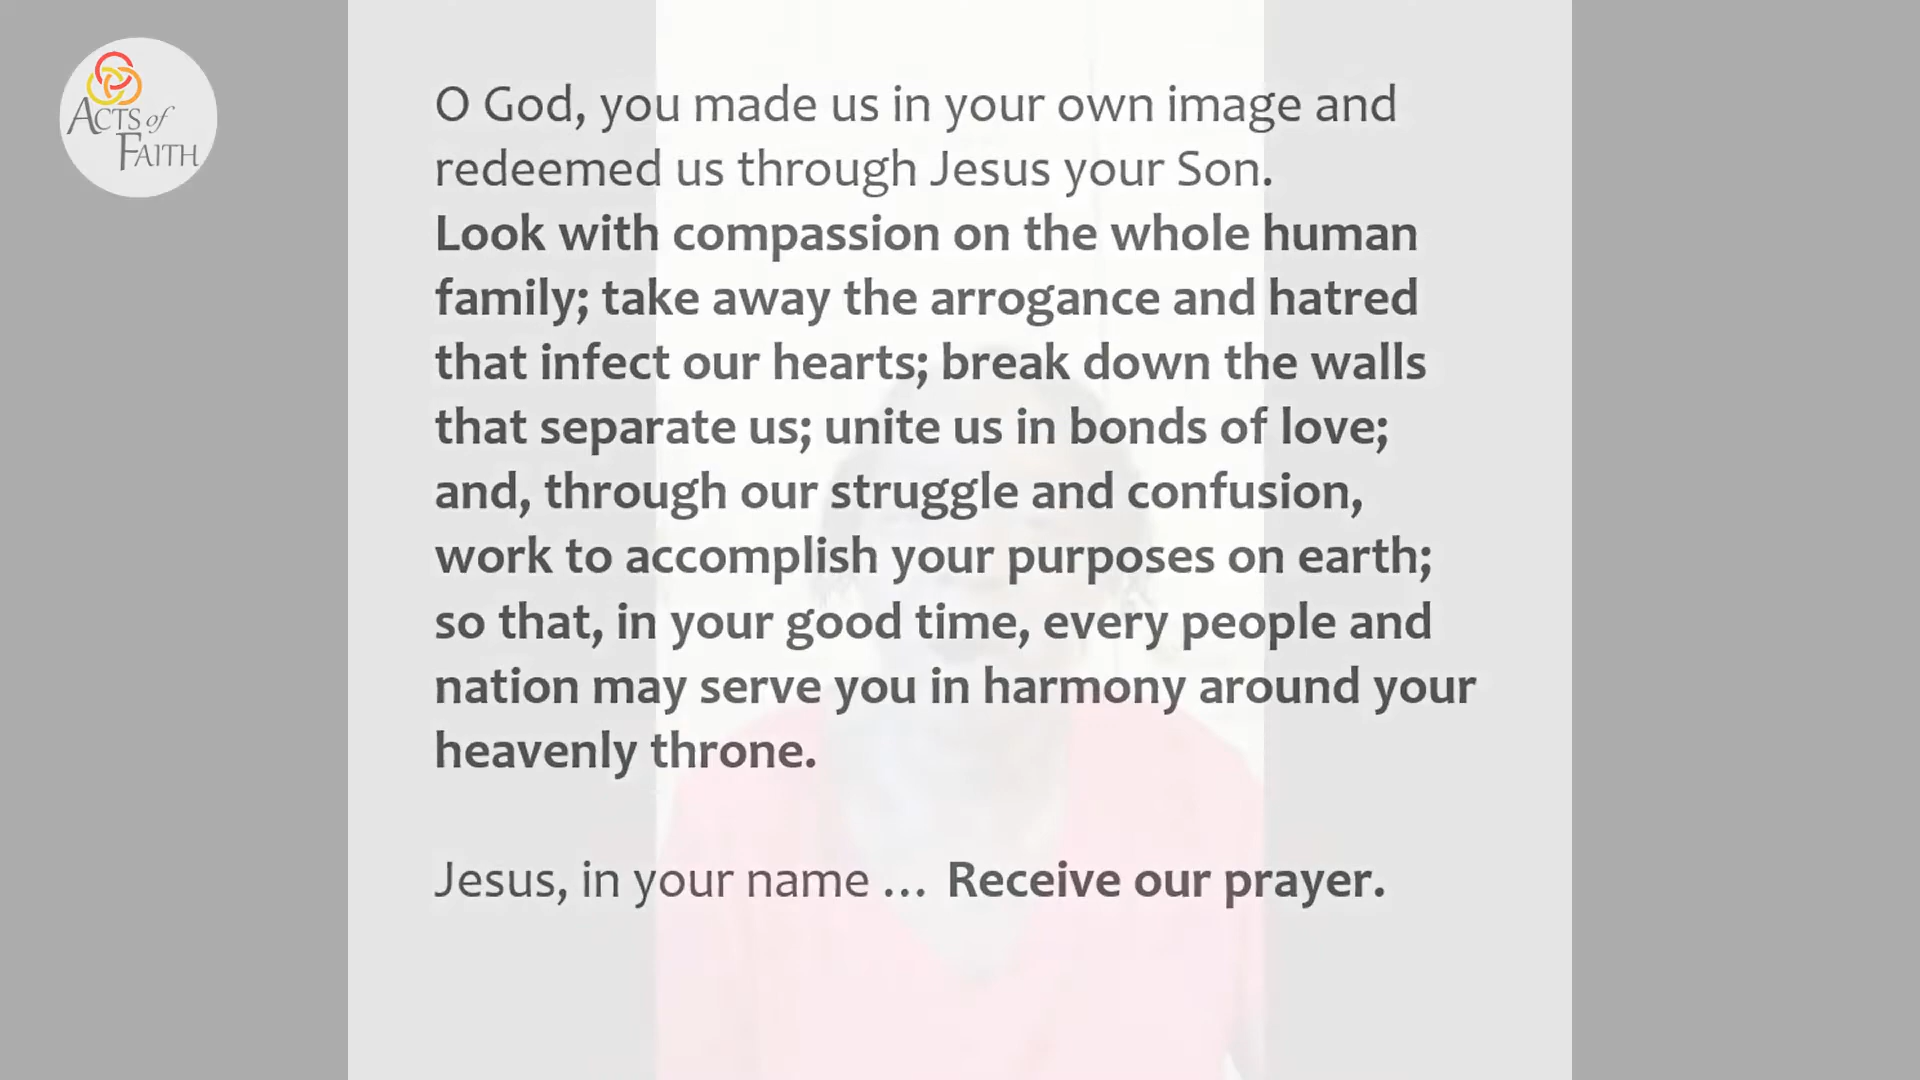 ACTS of
FAITH
O God, you made us in your own image and
redeemed us through Jesus your Son.
Look with compassion on the whole human
family; take away the arrogance and hatred
that infect our hearts; break down the walls
that separate us; unite us in bonds of love;
and, through our struggle and confusion,
work to accomplish your purposes on earth;
so that, in your good time, every people and
nation may serve you in harmony around your
heavenly throne.
Jesus, in your name … Receive our prayer.